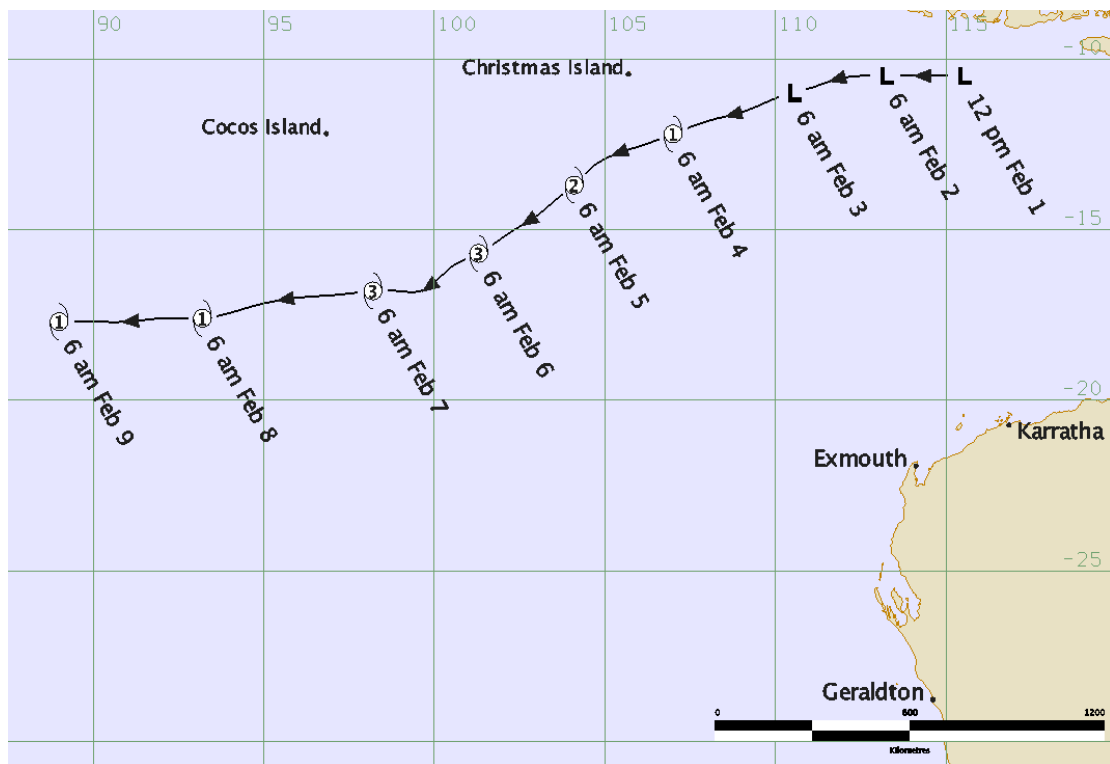 90
95
100
105
110
115
-10
Christmas Island
L
L
L
Cocos Island
12 pm Feb 1
6 am Feb 2
6 am Feb 3
1
6 am Feb 4
2
6 am Feb 5
-15
3
6 am Feb 6
3
6 am Feb 7
1
6 am Feb 8
1
6 am Feb 9
-20
Karratha
Exmouth
-25
Geraldton
0
600
1200
Kilometres